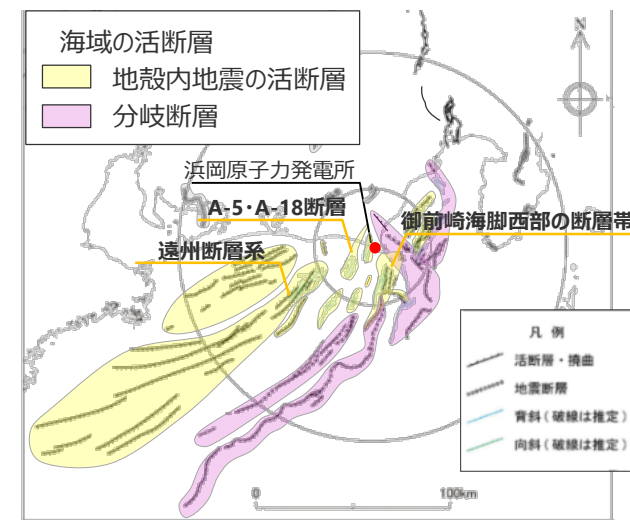 海域の活断層
地殻内地震の活断層
分岐断層
N
浜岡原子力発電所
A-5・A-18断層
御前崎海脚西部の断層帯
遠州断層系
凡 例
活断層・撓曲
地震断層
背斜(破線は推定)
向斜(破線は推定)
0 100km